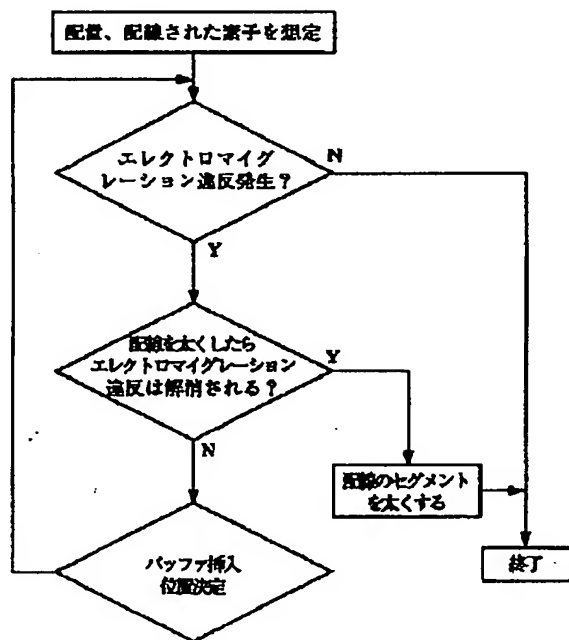 配置、配線された素子を想定
エレクトロマイグ
レーション違反発生？
N
Y
配線を太くしたら
エレクトロマイグレーション
違反は解消される？
Y
N
配線のセグメント
を太くする
バッファ挿入
位置決定
終了